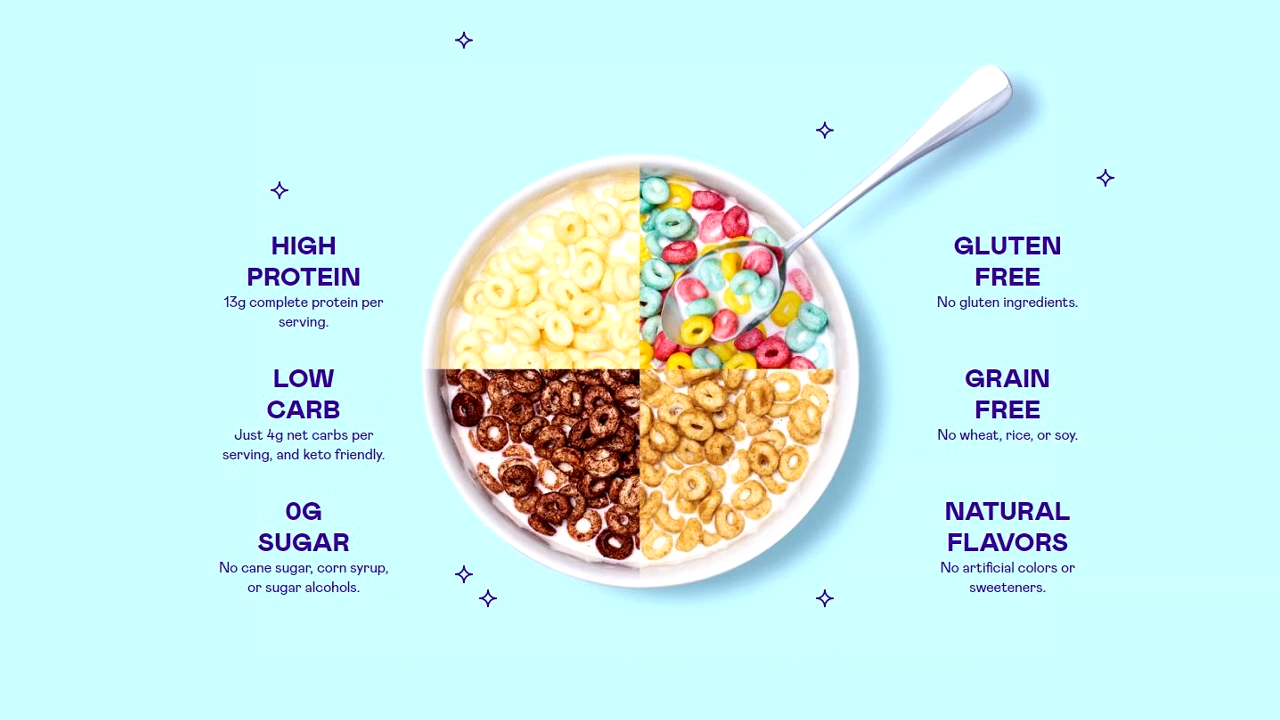 HIGH
PROTEIN
13g complete protein per
serving.
LOW
CARB
Just 4g net carbs per
serving, and keto friendly.
0G
SUGAR
No cane sugar, corn syrup,
or sugar alcohols.
GLUTEN
FREE
No gluten ingredients.
GRAIN
FREE
No wheat, rice, or soy.
NATURAL
FLAVORS
No artificial colors or
sweeteners.